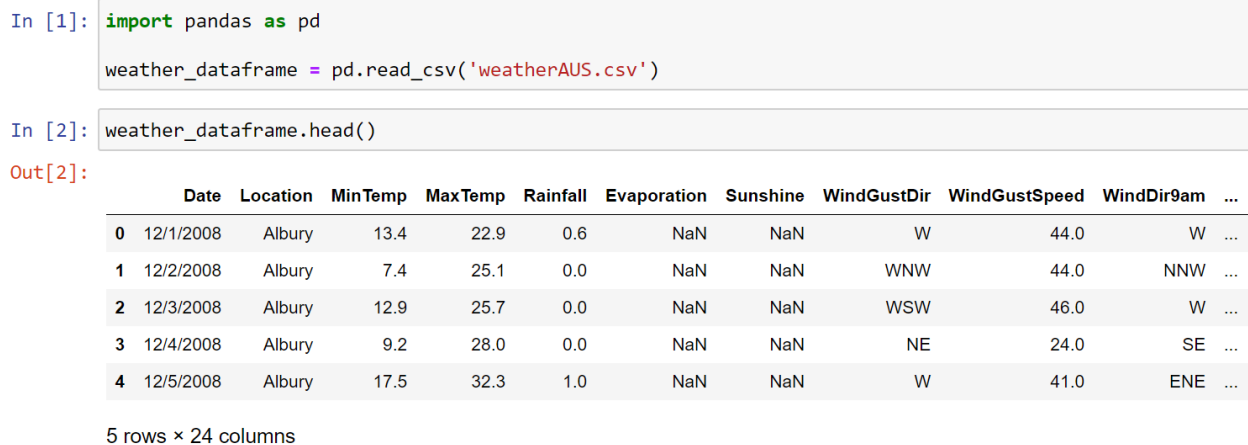 In [1]: import pandas as pd
weather_dataframe = pd.read_csv('weatherAUS.csv')
In [2]: weather_dataframe.head()
Out[2]:
Date Location MinTemp MaxTemp Rainfall Evaporation Sunshine WindGustDir WindGustSpeed WindDir9am ...
0 12/1/2008 Albury 13.4 22.9 0.6 NaN NaN W 44.0 W ...
1 12/2/2008 Albury 7.4 25.1 0.0 NaN NaN WNW 44.0 NNW ...
2 12/3/2008 Albury 12.9 25.7 0.0 NaN NaN WSW 46.0 W ...
3 12/4/2008 Albury 9.2 28.0 0.0 NaN NaN NE 24.0 SE ...
4 12/5/2008 Albury 17.5 32.3 1.0 NaN NaN W 41.0 ENE ...
5 rows × 24 columns